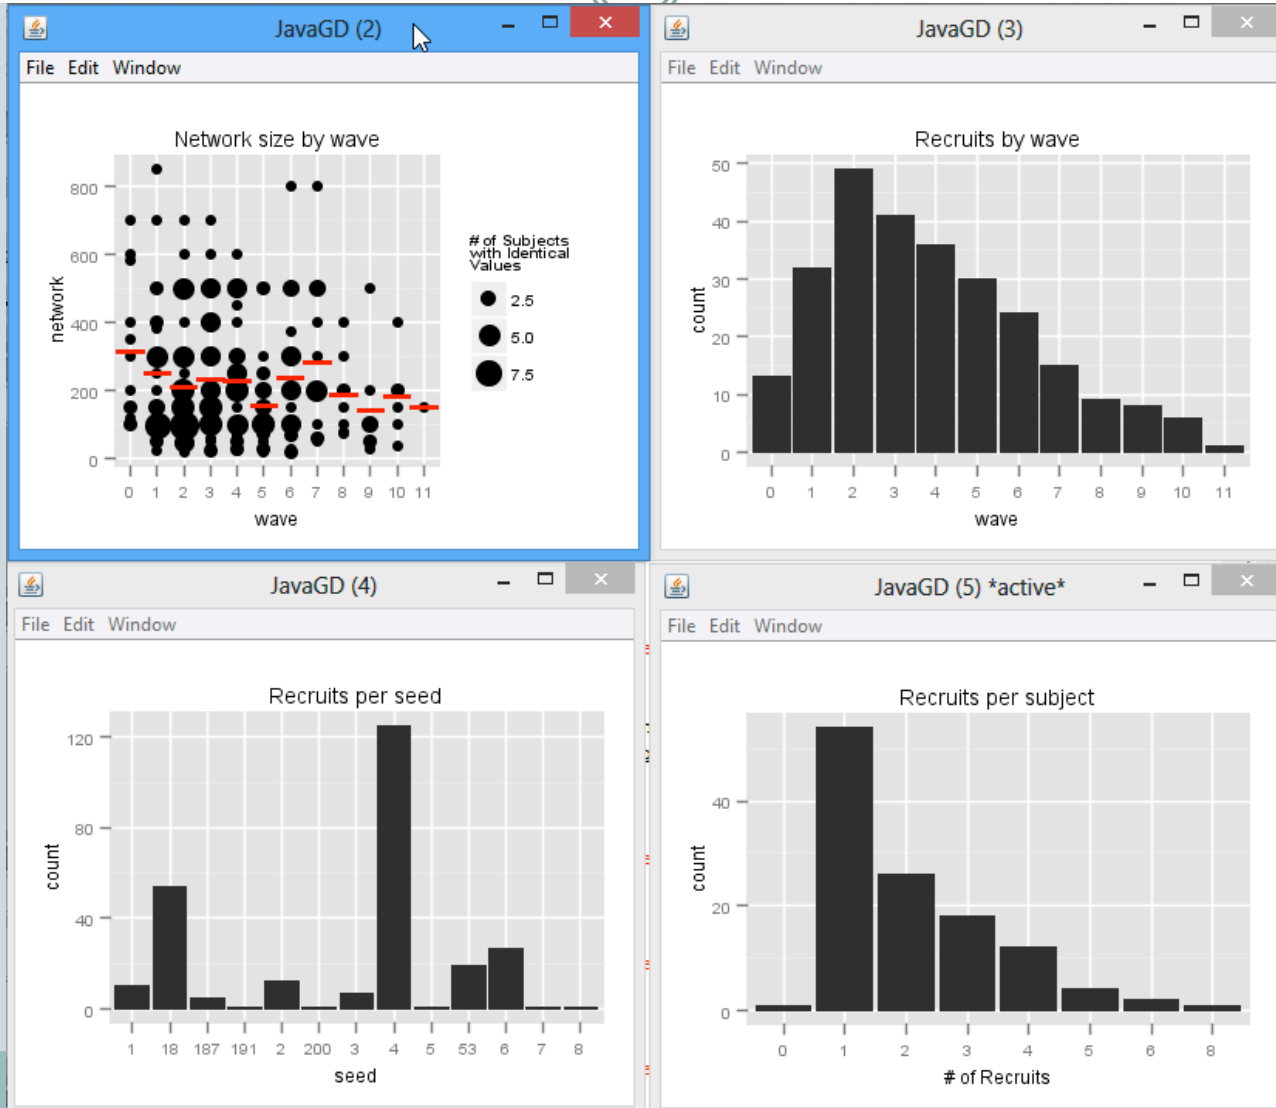 JavaGD (2)
File Edit Window
Network size by wave
network
800
600
400
200
0
0 1 2 3 4 5 6 7 8 9 10 11
wave
# of Subjects
with Identical
Values
2.5
5.0
7.5
JavaGD (3)
File Edit Window
Recruits by wave
count
50
40
30
20
10
0
0 1 2 3 4 5 6 7 8 9 10 11
wave
JavaGD (4)
File Edit Window
Recruits per seed
count
120
80
40
0
1 18 187 191 2 200 3 4 5 53 6 7 8
seed
JavaGD (5) *active*
File Edit Window
Recruits per subject
count
40
20
0
0 1 2 3 4 5 6 8
# of Recruits